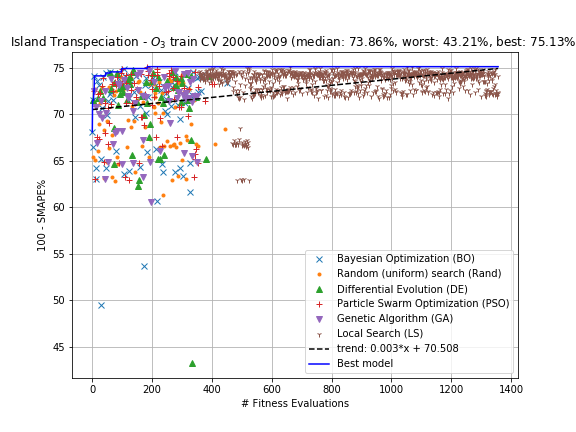 Island Transpeciation - O3 train CV 2000-2009 (median: 73.86%, worst: 43.21%, best: 75.13%
75
70
65
60
55
50
45
100 - SMAPE%
Bayesian Optimization (BO)
Random (uniform) search (Rand)
Differential Evolution (DE)
Particle Swarm Optimization (PSO)
Genetic Algorithm (GA)
Local Search (LS)
trend: 0.003*x + 70.508
Best model
0 200 400 600 800 1000 1200 1400
# Fitness Evaluations